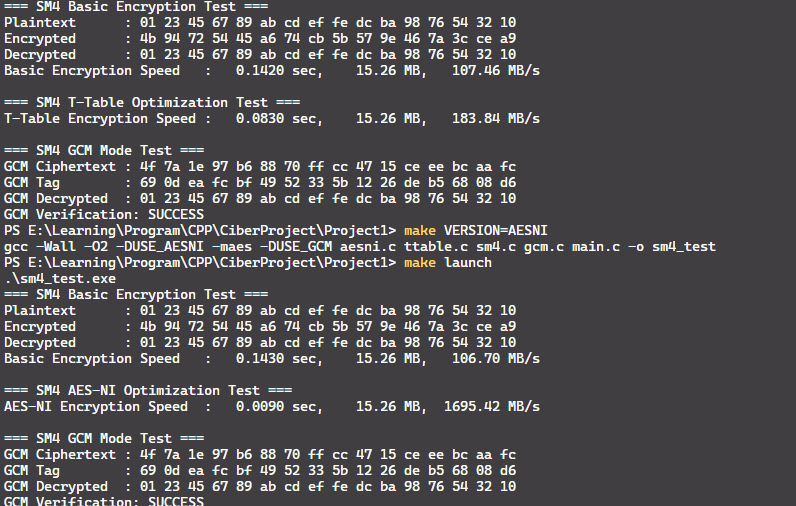 === SM4 Basic Encryption Test ===
Plaintext      : 01 23 45 67 89 ab cd ef fe dc ba 98 76 54 32 10
Encrypted      : 4b 94 72 54 45 a6 74 cb 5b 57 9e 46 7a 3c ce a9
Decrypted      : 01 23 45 67 89 ab cd ef fe dc ba 98 76 54 32 10
Basic Encryption Speed   :   0.1420 sec,    15.26 MB,   107.46 MB/s

=== SM4 T-Table Optimization Test ===
T-Table Encryption Speed :   0.0830 sec,    15.26 MB,   183.84 MB/s

=== SM4 GCM Mode Test ===
GCM Ciphertext : 4f 7a 1e 97 b6 88 70 ff cc 47 15 ce ee bc aa fc
GCM Tag        : 69 0d ea fc bf 49 52 33 5b 12 26 de b5 68 08 d6
GCM Decrypted  : 01 23 45 67 89 ab cd ef fe dc ba 98 76 54 32 10
GCM Verification: SUCCESS
PS E:\Learning\Program\CPP\CiberProject\Project1> make VERSION=AESNI
gcc -Wall -O2 -DUSE_AESNI -maes -DUSE_GCM aesni.c ttable.c sm4.c gcm.c main.c -o sm4_test
PS E:\Learning\Program\CPP\CiberProject\Project1> make launch
.\sm4_test.exe
=== SM4 Basic Encryption Test ===
Plaintext      : 01 23 45 67 89 ab cd ef fe dc ba 98 76 54 32 10
Encrypted      : 4b 94 72 54 45 a6 74 cb 5b 57 9e 46 7a 3c ce a9
Decrypted      : 01 23 45 67 89 ab cd ef fe dc ba 98 76 54 32 10
Basic Encryption Speed   :   0.1430 sec,    15.26 MB,   106.70 MB/s

=== SM4 AES-NI Optimization Test ===
AES-NI Encryption Speed  :   0.0090 sec,    15.26 MB,  1695.42 MB/s

=== SM4 GCM Mode Test ===
GCM Ciphertext : 4f 7a 1e 97 b6 88 70 ff cc 47 15 ce ee bc aa fc
GCM Tag        : 69 0d ea fc bf 49 52 33 5b 12 26 de b5 68 08 d6
GCM Decrypted  : 01 23 45 67 89 ab cd ef fe dc ba 98 76 54 32 10
GCM Verification: SUCCESS